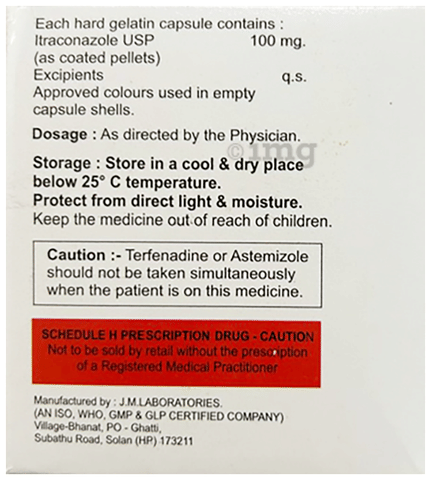 Each hard gelatin capsule contains :
Itraconazole USP 100 mg.
(as coated pellets)
Excipients q.s.
Approved colours used in empty
capsule shells.
Dosage : As directed by the Physician.
©img
Storage : Store in a cool & dry place
below 25° C temperature.
Protect from direct light & moisture.
Keep the medicine out of reach of children.
Caution :- Terfenadine or Astemizole
should not be taken simultaneously
when the patient is on this medicine.
SCHEDULE H PRESCRIPTION DRUG - CAUTION
Not to be sold by retail without the prescription
of a Registered Medical Practitioner
Manufactured by : J.M.LABORATORIES.
(AN ISO, WHO, GMP & GLP CERTIFIED COMPANY)
Village-Bhanat, PO - Ghatti,
Subathu Road, Solan (HP) 173211